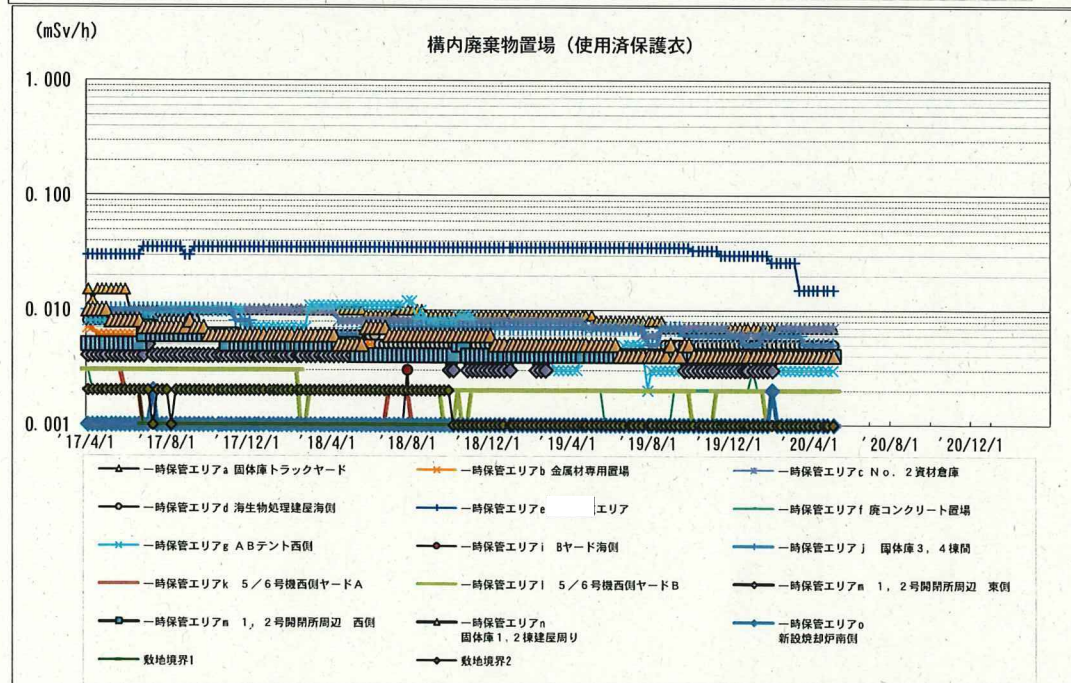 (mSv/h)
構内廃棄物置場（使用済保護衣）
1.000
0.100
0.010
0.001
'17/4/1 '17/8/1 '17/12/1 '18/4/1 '18/8/1 '18/12/1 '19/4/1 '19/8/1 '19/12/1 '20/4/1 '20/8/1 '20/12/1
一時保管エリアa 固体庫トラックヤード
一時保管エリアb 金属材専用置場
一時保管エリアc No．2資材倉庫
一時保管エリアd 海生物処理建屋海側
一時保管エリアe エリア
一時保管エリアf 廃コンクリート置場
一時保管エリアg ABテント西側
一時保管エリアi Bヤード海側
一時保管エリアj 固体庫3，4棟間
一時保管エリアk 5／6号機西側ヤードA
一時保管エリアl 5／6号機西側ヤードB
一時保管エリアm 1，2号開閉所周辺 東側
一時保管エリアm 1，2号開閉所周辺 西側
一時保管エリアn
固体庫1，2棟建屋周り
一時保管エリアo
新設焼却炉南側
敷地境界1
敷地境界2